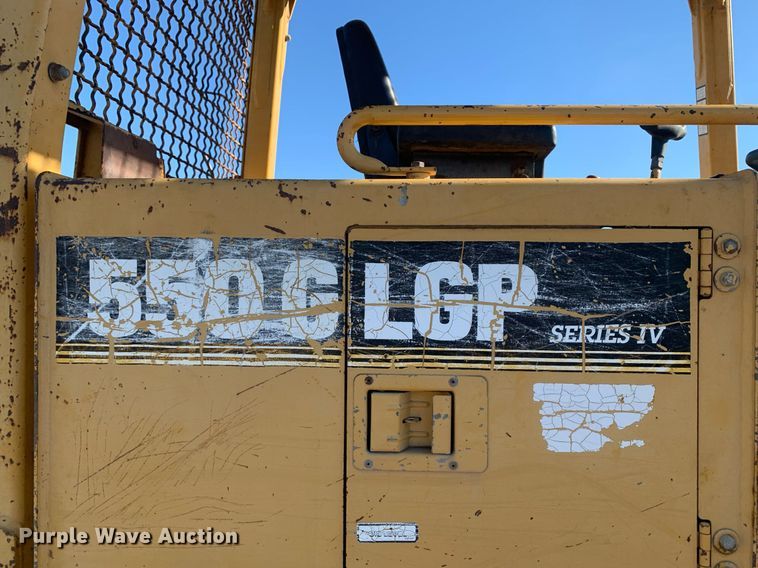 550G LGP
SERIES IV
Purple Wave Auction